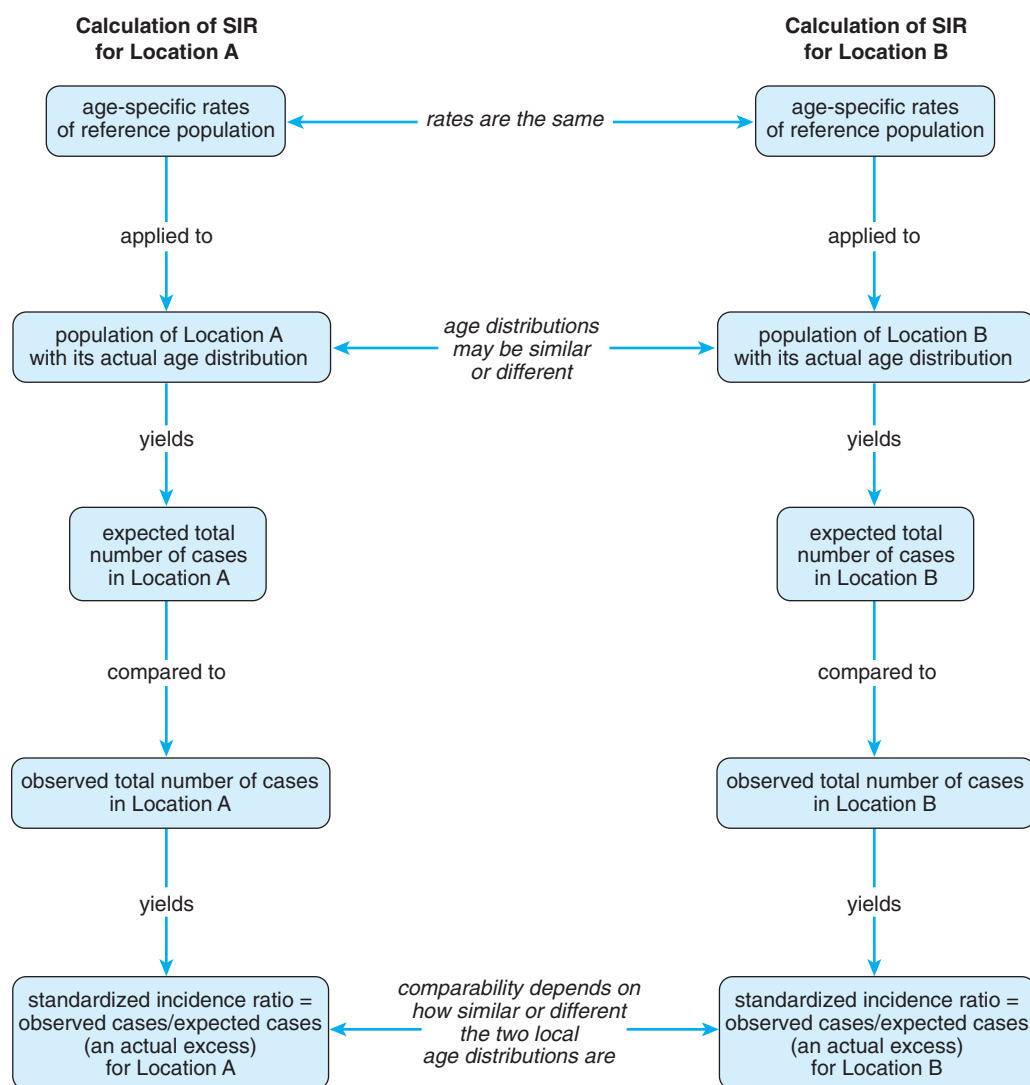 Calculation of SIR
for Location A
Calculation of SIR
for Location B
age-specific rates
of reference population
rates are the same
age-specific rates
of reference population
applied to
applied to
population of Location A
with its actual age distribution
age distributions
may be similar
or different
population of Location B
with its actual age distribution
yields
yields
expected total
number of cases
in Location A
expected total
number of cases
in Location B
compared to
compared to
observed total number of cases
in Location A
observed total number of cases
in Location B
yields
yields
standardized incidence ratio =
observed cases/expected cases
(an actual excess)
for Location A
comparability depends on
how similar or different
the two local
age distributions are
standardized incidence ratio =
observed cases/expected cases
(an actual excess)
for Location B